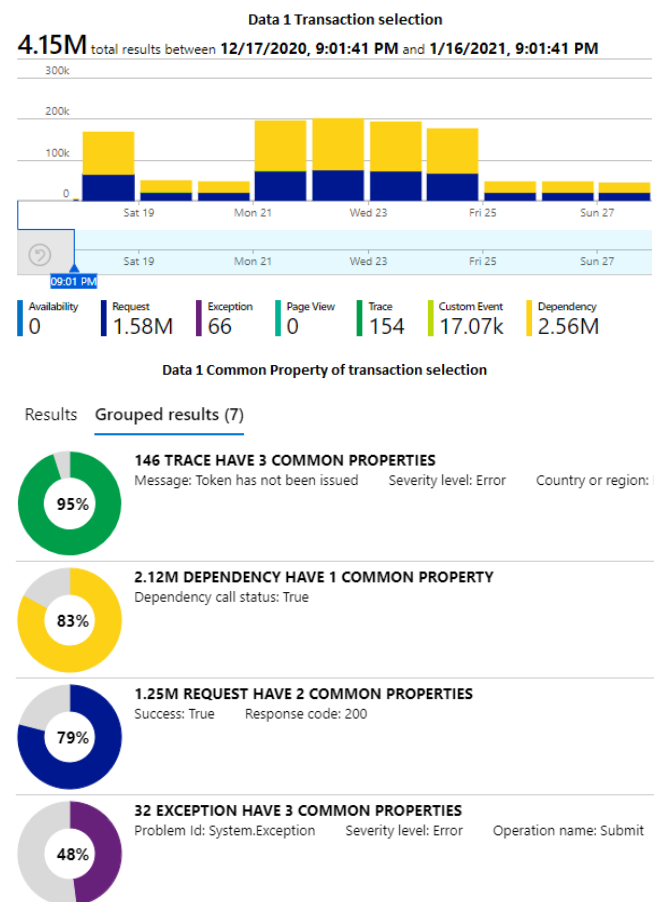 Data 1 Transaction selection
4.15M total results between 12/17/2020, 9:01:41 PM and 1/16/2021, 9:01:41 PM
300k
200k
100k
0
Sat 19 Mon 21 Wed 23 Fri 25 Sun 27
Sat 19 Mon 21 Wed 23 Fri 25 Sun 27
09:01 PM
Availability Request Exception Page View Trace Custom Event Dependency
0 1.58M 66 0 154 17.07k 2.56M
Data 1 Common Property of transaction selection
Results Grouped results (7)
146 TRACE HAVE 3 COMMON PROPERTIES
Message: Token has not been issued Severity level: Error Country or region:
95%
2.12M DEPENDENCY HAVE 1 COMMON PROPERTY
Dependency call status: True
83%
1.25M REQUEST HAVE 2 COMMON PROPERTIES
Success: True Response code: 200
79%
32 EXCEPTION HAVE 3 COMMON PROPERTIES
Problem Id: System.Exception Severity level: Error Operation name: Submit
48%